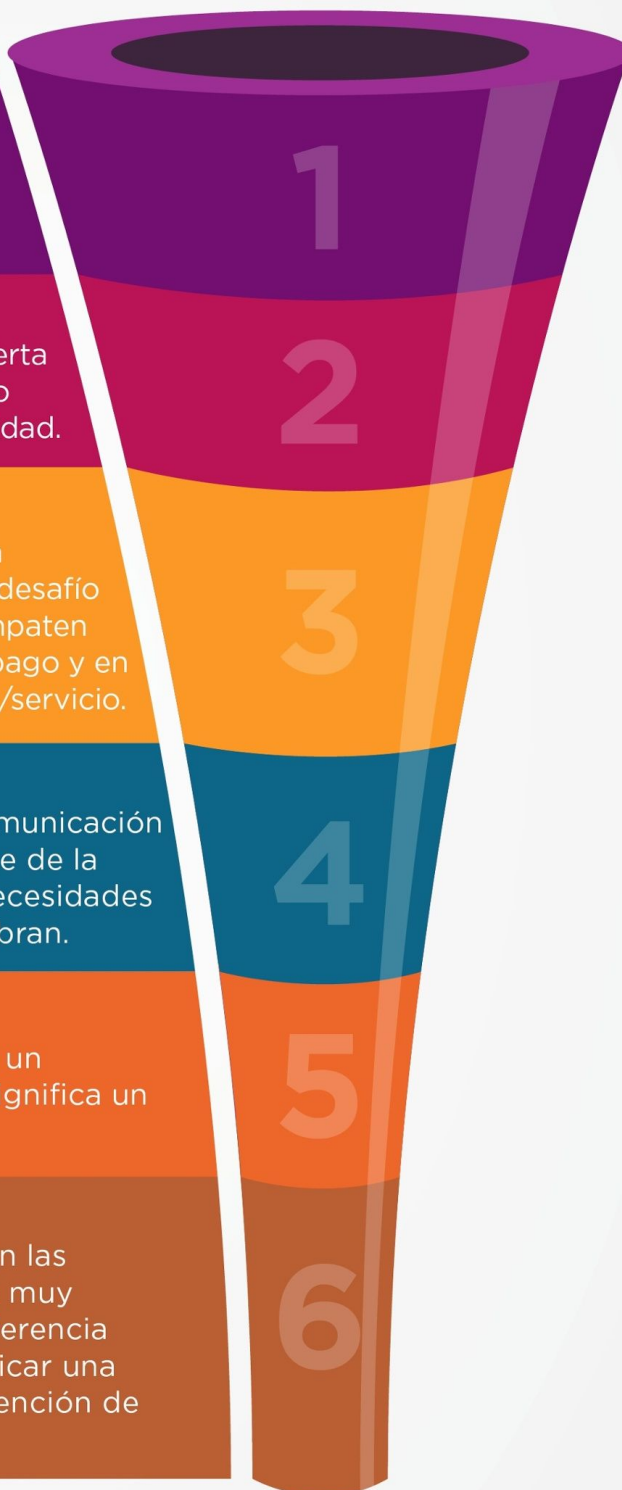 1
erta
o
dad.
2
desafío
npaten
pago y en
/servicio.
3
municación
e de la
ecesidades
bran.
4
un
gnifica un
5
n las
muy
erencia
icar una
ención de
6